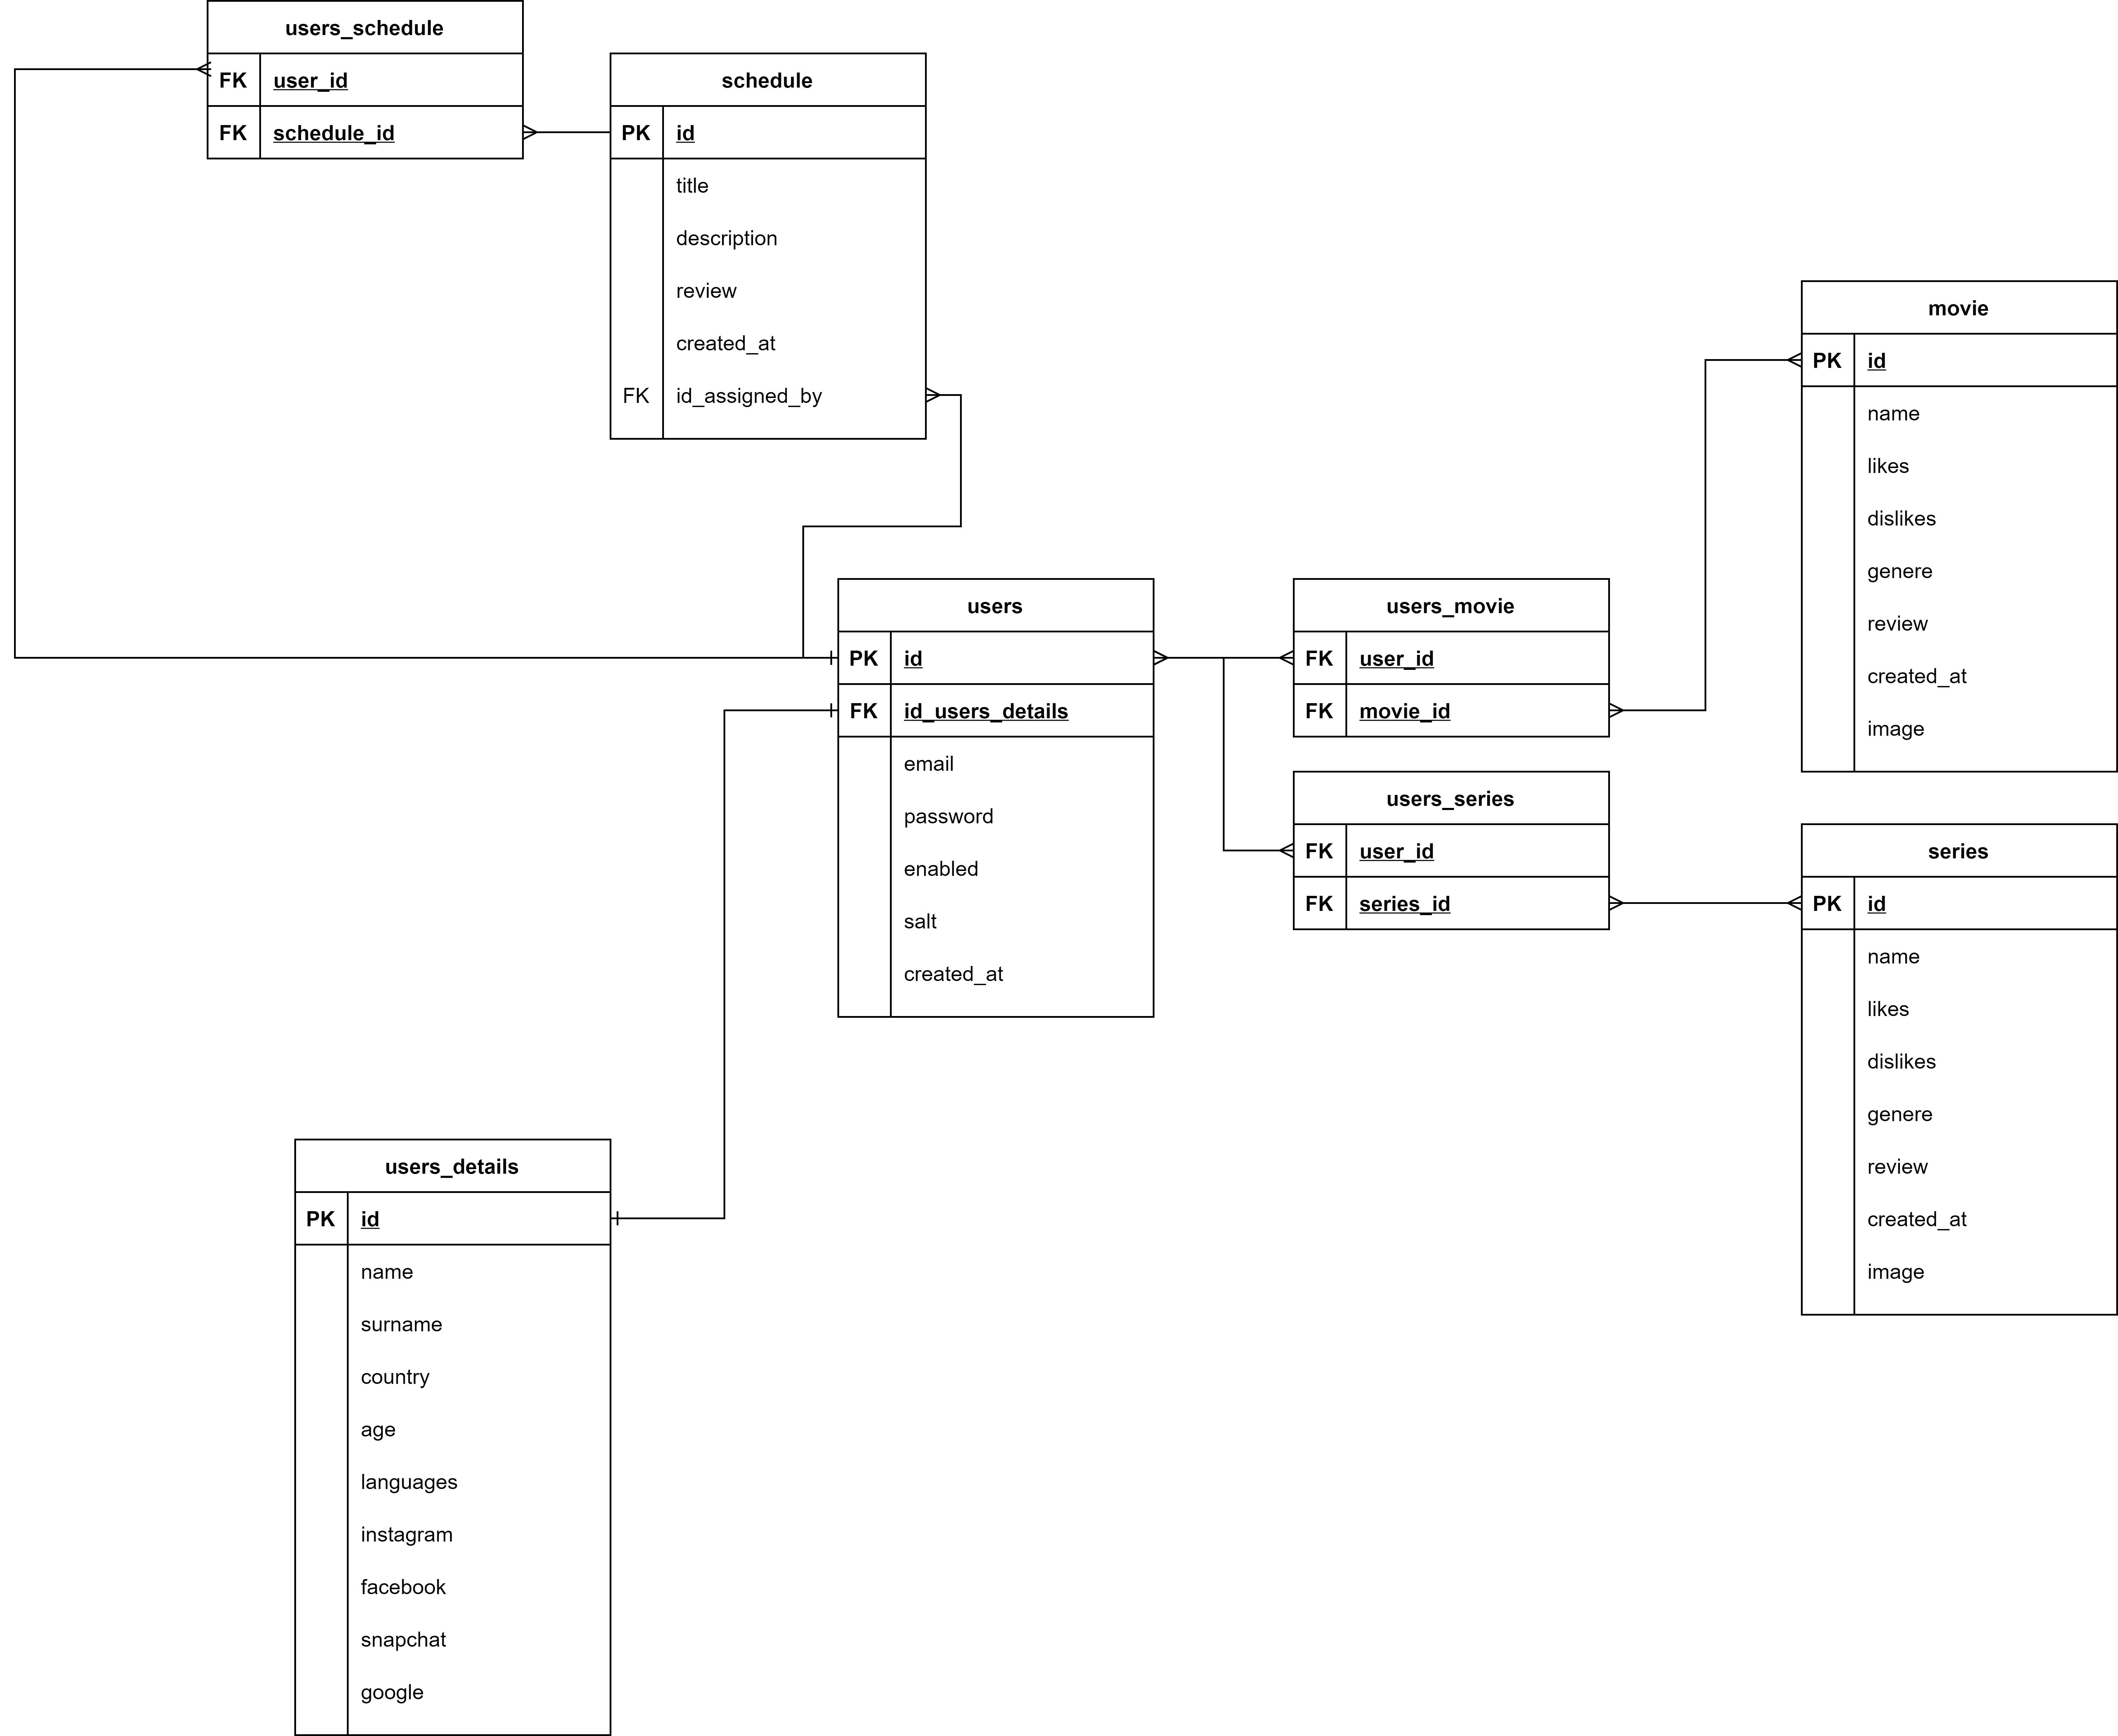 users_schedule
FK user_id
FK schedule_id
schedule
PK id
title
description
review
created_at
FK id_assigned_by
movie
PK id
name
likes
dislikes
genere
review
created_at
image
users
PK id
FK id_users_details
email
password
enabled
salt
created_at
users_movie
FK user_id
FK movie_id
users_series
FK user_id
FK series_id
series
PK id
name
likes
dislikes
genere
review
created_at
image
users_details
PK id
name
surname
country
age
languages
instagram
facebook
snapchat
google